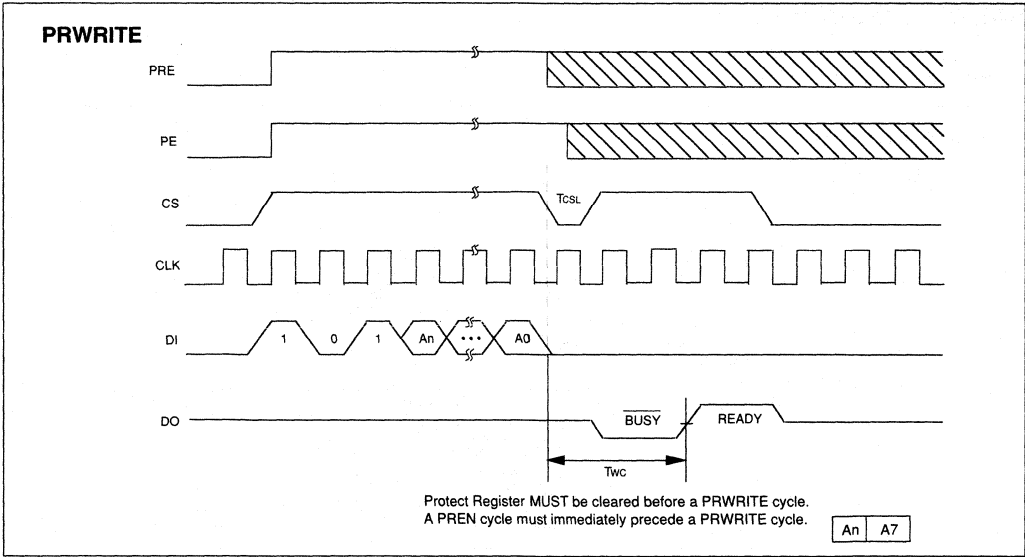 PRWRITE
PRE
PE
CS
TCSL
CLK
DI
1 0 1 An ••• A0
DO
BUSY READY
TWC
Protect Register MUST be cleared before a PRWRITE cycle.
A PREN cycle must immediately precede a PRWRITE cycle.
An A7